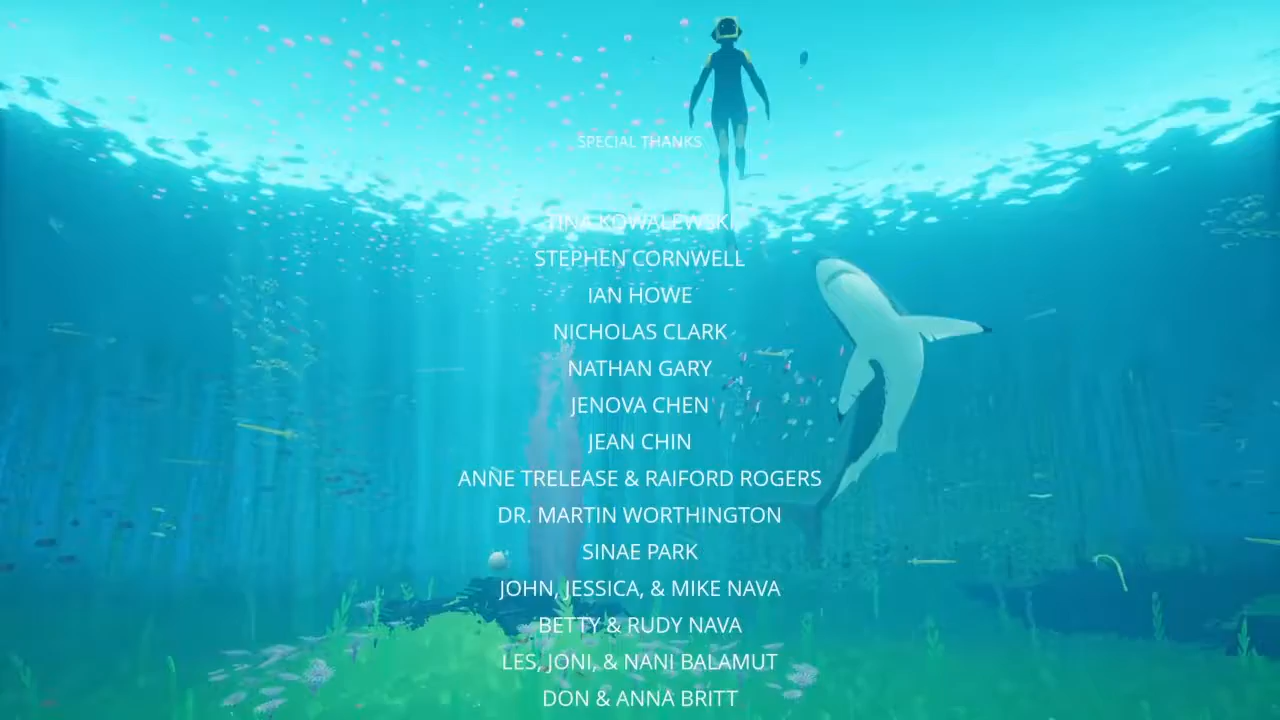 SPECIAL THANKS
TINA KOWALEWSKI
STEPHEN CORNWELL
IAN HOWE
NICHOLAS CLARK
NATHAN GARY
JENOVA CHEN
JEAN CHIN
ANNE TRELEASE & RAIFORD ROGERS
DR. MARTIN WORTHINGTON
SINAE PARK
JOHN, JESSICA, & MIKE NAVA
BETTY & RUDY NAVA
LES, JONI, & NANI BALAMUT
DON & ANNA BRITT